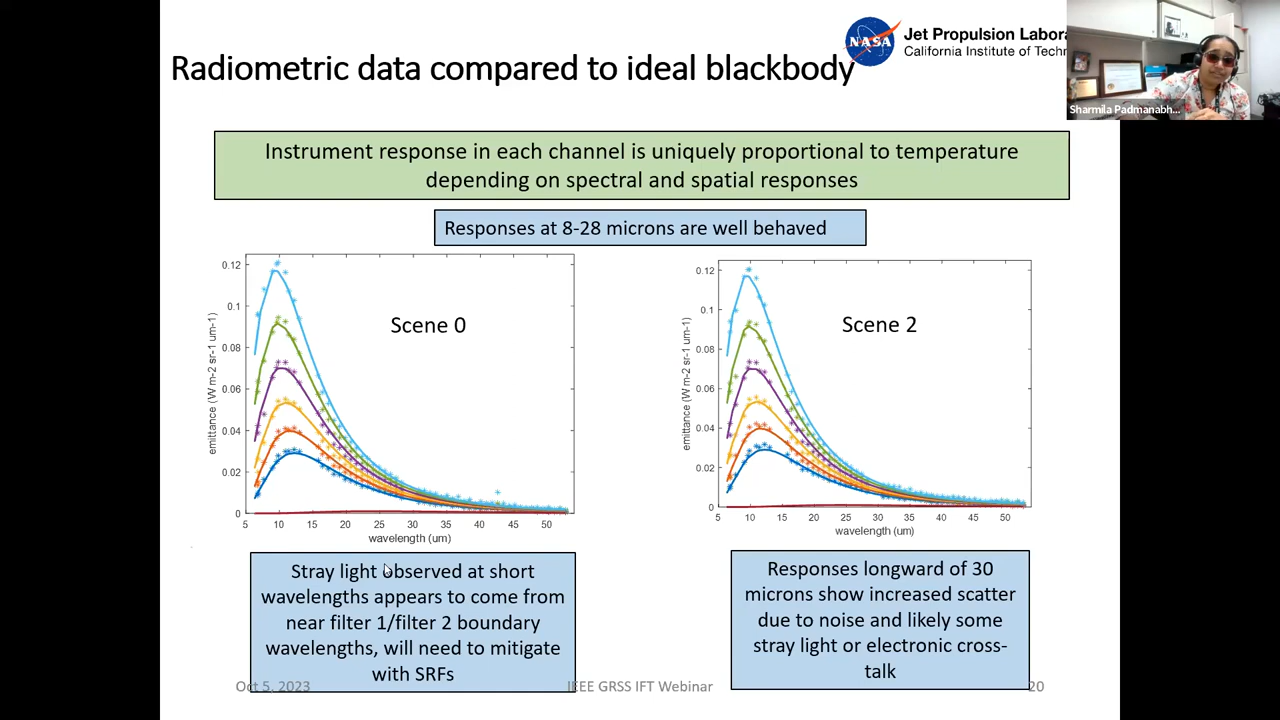 Radiometric data compared to ideal blackbody
NASA
Jet Propulsion Labora
California Institute of Techn
Sharmila Padmanabh...
Instrument response in each channel is uniquely proportional to temperature
depending on spectral and spatial responses
Responses at 8-28 microns are well behaved
0.12
0.1
0.08
0.06
0.04
0.02
0
emittance (W m-2 sr-1 um-1)
Scene 0
5 10 15 20 25 30 35 40 45 50
wavelength (um)
0.12
0.1
0.08
0.06
0.04
0.02
0
emittance (W m-2 sr-1 um-1)
Scene 2
5 10 15 20 25 30 35 40 45 50
wavelength (um)
Stray light observed at short
wavelengths appears to come from
near filter 1/filter 2 boundary
wavelengths, will need to mitigate
with SRFs
Responses longward of 30
microns show increased scatter
due to noise and likely some
stray light or electronic cross-
talk
Oct 5, 2023
IEEE GRSS IFT Webinar
20